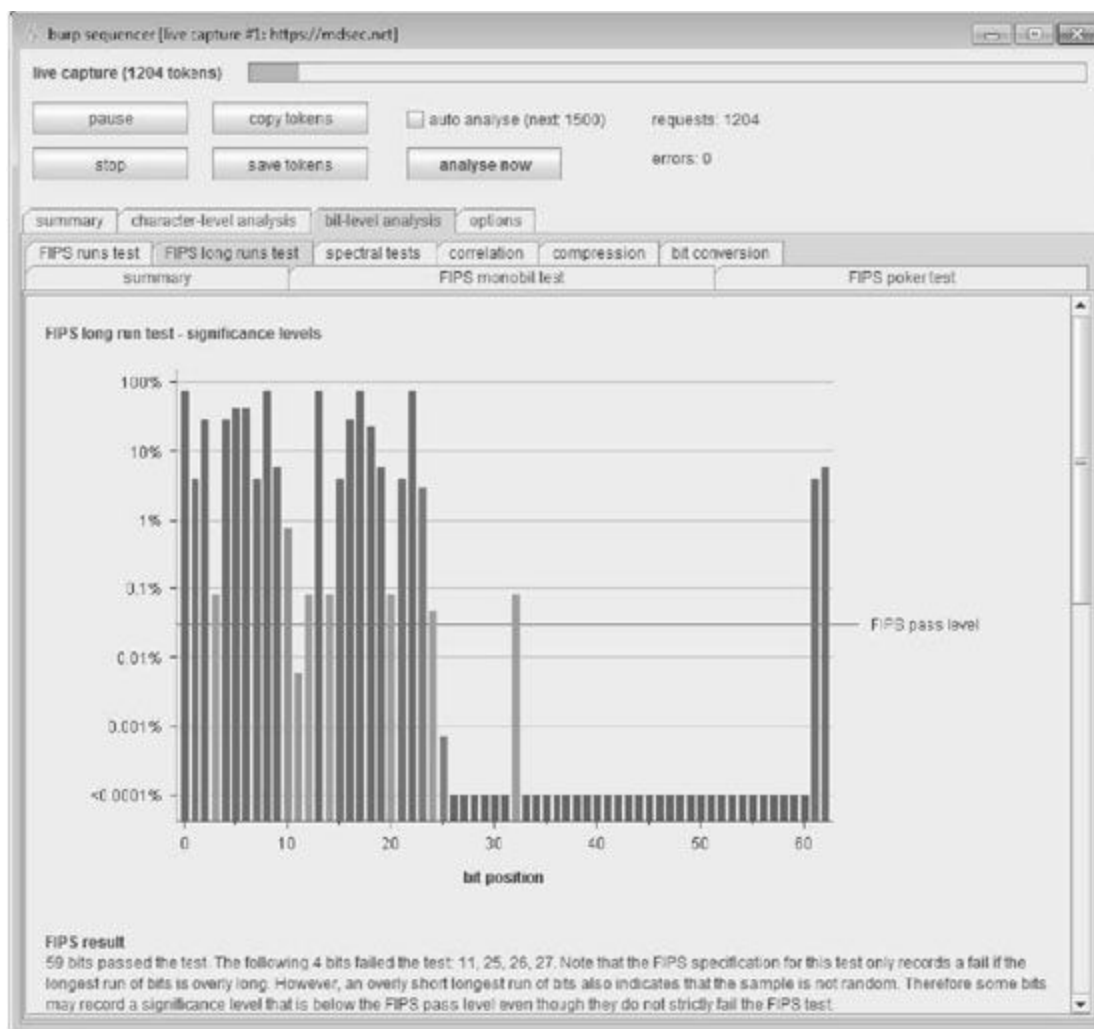 burp sequencer [live capture #1: https://mdsec.net]
live capture (1204 tokens)
pause copy tokens auto analyse (next 1500) requests: 1204
stop save tokens analyse now errors: 0
summary character-level analysis bit-level analysis options
FIPS runs test FIPS long runs test spectral tests correlation compression bit conversion
summary FIPS monobit test FIPS poker test
FIPS long run test - significance levels
100%
10%
1%
0.1%
FIPS pass level
0.01%
0.001%
<0.0001%
0 10 20 30 40 50 60
bit position
FIPS result
59 bits passed the test. The following 4 bits failed the test: 11, 25, 26, 27. Note that the FIPS specification for this test only records a fail if the
longest run of bits is overly long. However, an overly short longest run of bits also indicates that the sample is not random. Therefore some bits
may record a significance level that is below the FIPS pass level even though they do not strictly fail the FIPS test.